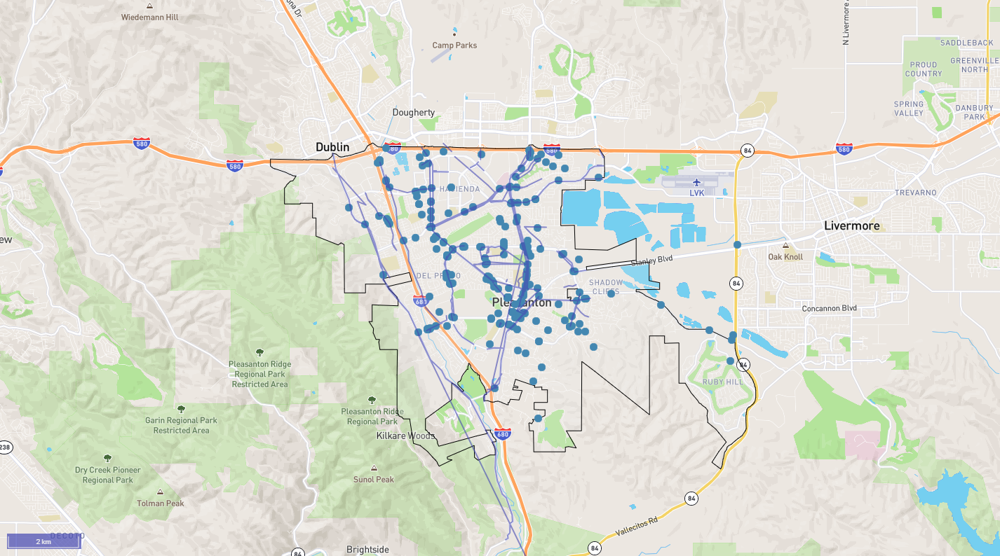 ona Dr
Wiedemann Hill
Camp Parks
N Livermore
SADDLEBACK
PROUD
COUNTRY
GREENVILLE
NORTH
SPRING
VALLEY
DANBURY
PARK
Dougherty
Dublin
580
580
580
580
580
84
HACIENDA
LVK
TREVARNO
Livermore
ew
Oak Knoll
Stanley Blvd
DEL PRADO
SHADOW
CLIFFS
84
680
Pleasanton
Concannon Blvd
Pleasanton Ridge
Regional Park
Restricted Area
84
RUBY HILL
Garin Regional Park
Restricted Area
Pleasanton Ridge
Regional Park
Kilkare Woods
680
238
Dry Creek Pioneer
Regional Park
Sunol Peak
Tolman Peak
84
Vallecitos Rd
DECOTO
2 km
Brightside
84
84